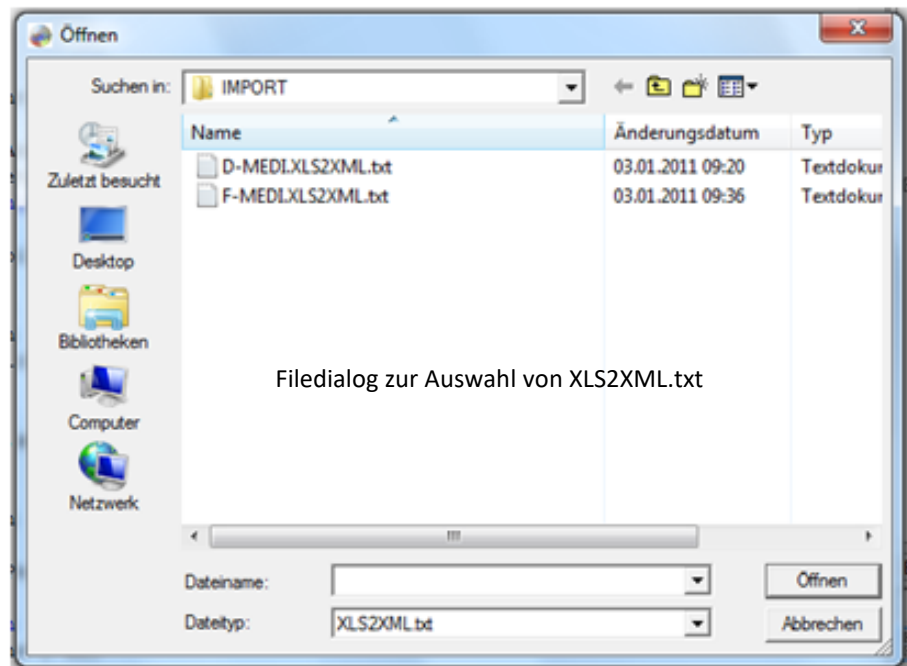 Öffnen
Suchen in: IMPORT
Name Änderungsdatum Typ
D-MEDI.XLS2XML.txt 03.01.2011 09:20 Textdokur
F-MEDI.XLS2XML.txt 03.01.2011 09:36 Textdokur
Zuletzt besucht
Desktop
Bibliotheken
Filedialog zur Auswahl von XLS2XML.txt
Computer
Netzwerk
Dateiname: Öffnen
Dateityp: XLS2XML.txt Abbrechen